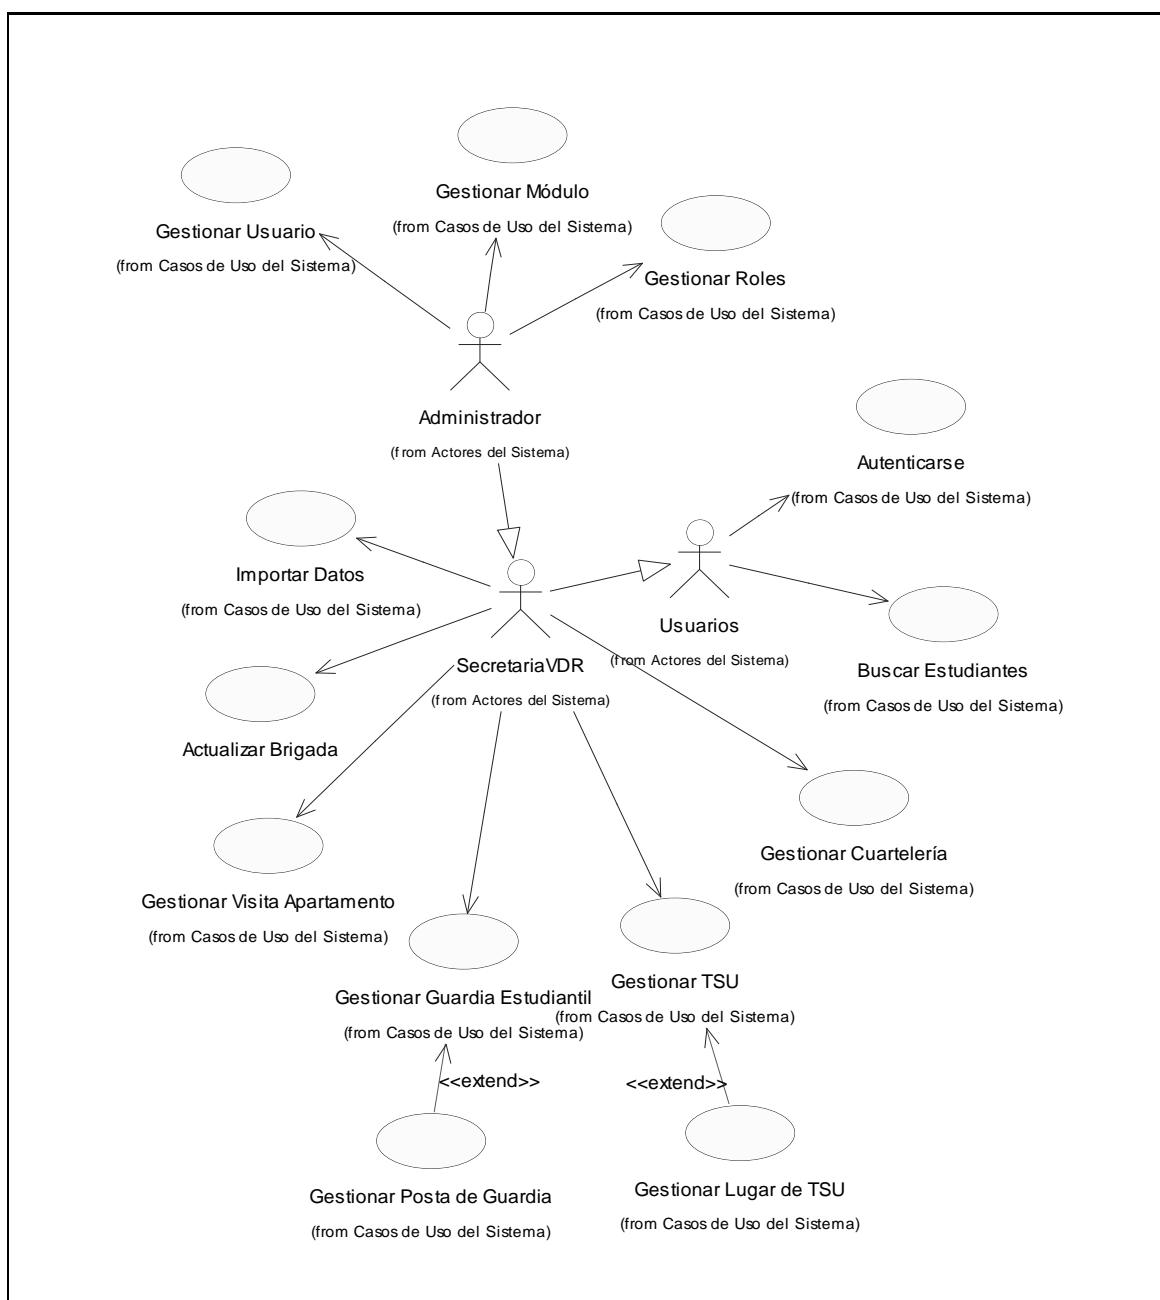 Gestionar Módulo
(from Casos de Uso del Sistema)
Gestionar Usuario
(from Casos de Uso del Sistema)
Gestionar Roles
(from Casos de Uso del Sistema)
Administrador
(from Actores del Sistema)
Autenticarse
(from Casos de Uso del Sistema)
Importar Datos
(from Casos de Uso del Sistema)
Usuarios
(from Actores del Sistema)
SecretariaVDR
(from Actores del Sistema)
Buscar Estudiantes
(from Casos de Uso del Sistema)
Actualizar Brigada
Gestionar Cuartelería
(from Casos de Uso del Sistema)
Gestionar Visita Apartamento
(from Casos de Uso del Sistema)
Gestionar Guardia Estudiantil
(from Casos de Uso del Sistema)
Gestionar TSU
(from Casos de Uso del Sistema)
<<extend>>
<<extend>>
Gestionar Posta de Guardia
(from Casos de Uso del Sistema)
Gestionar Lugar de TSU
(from Casos de Uso del Sistema)